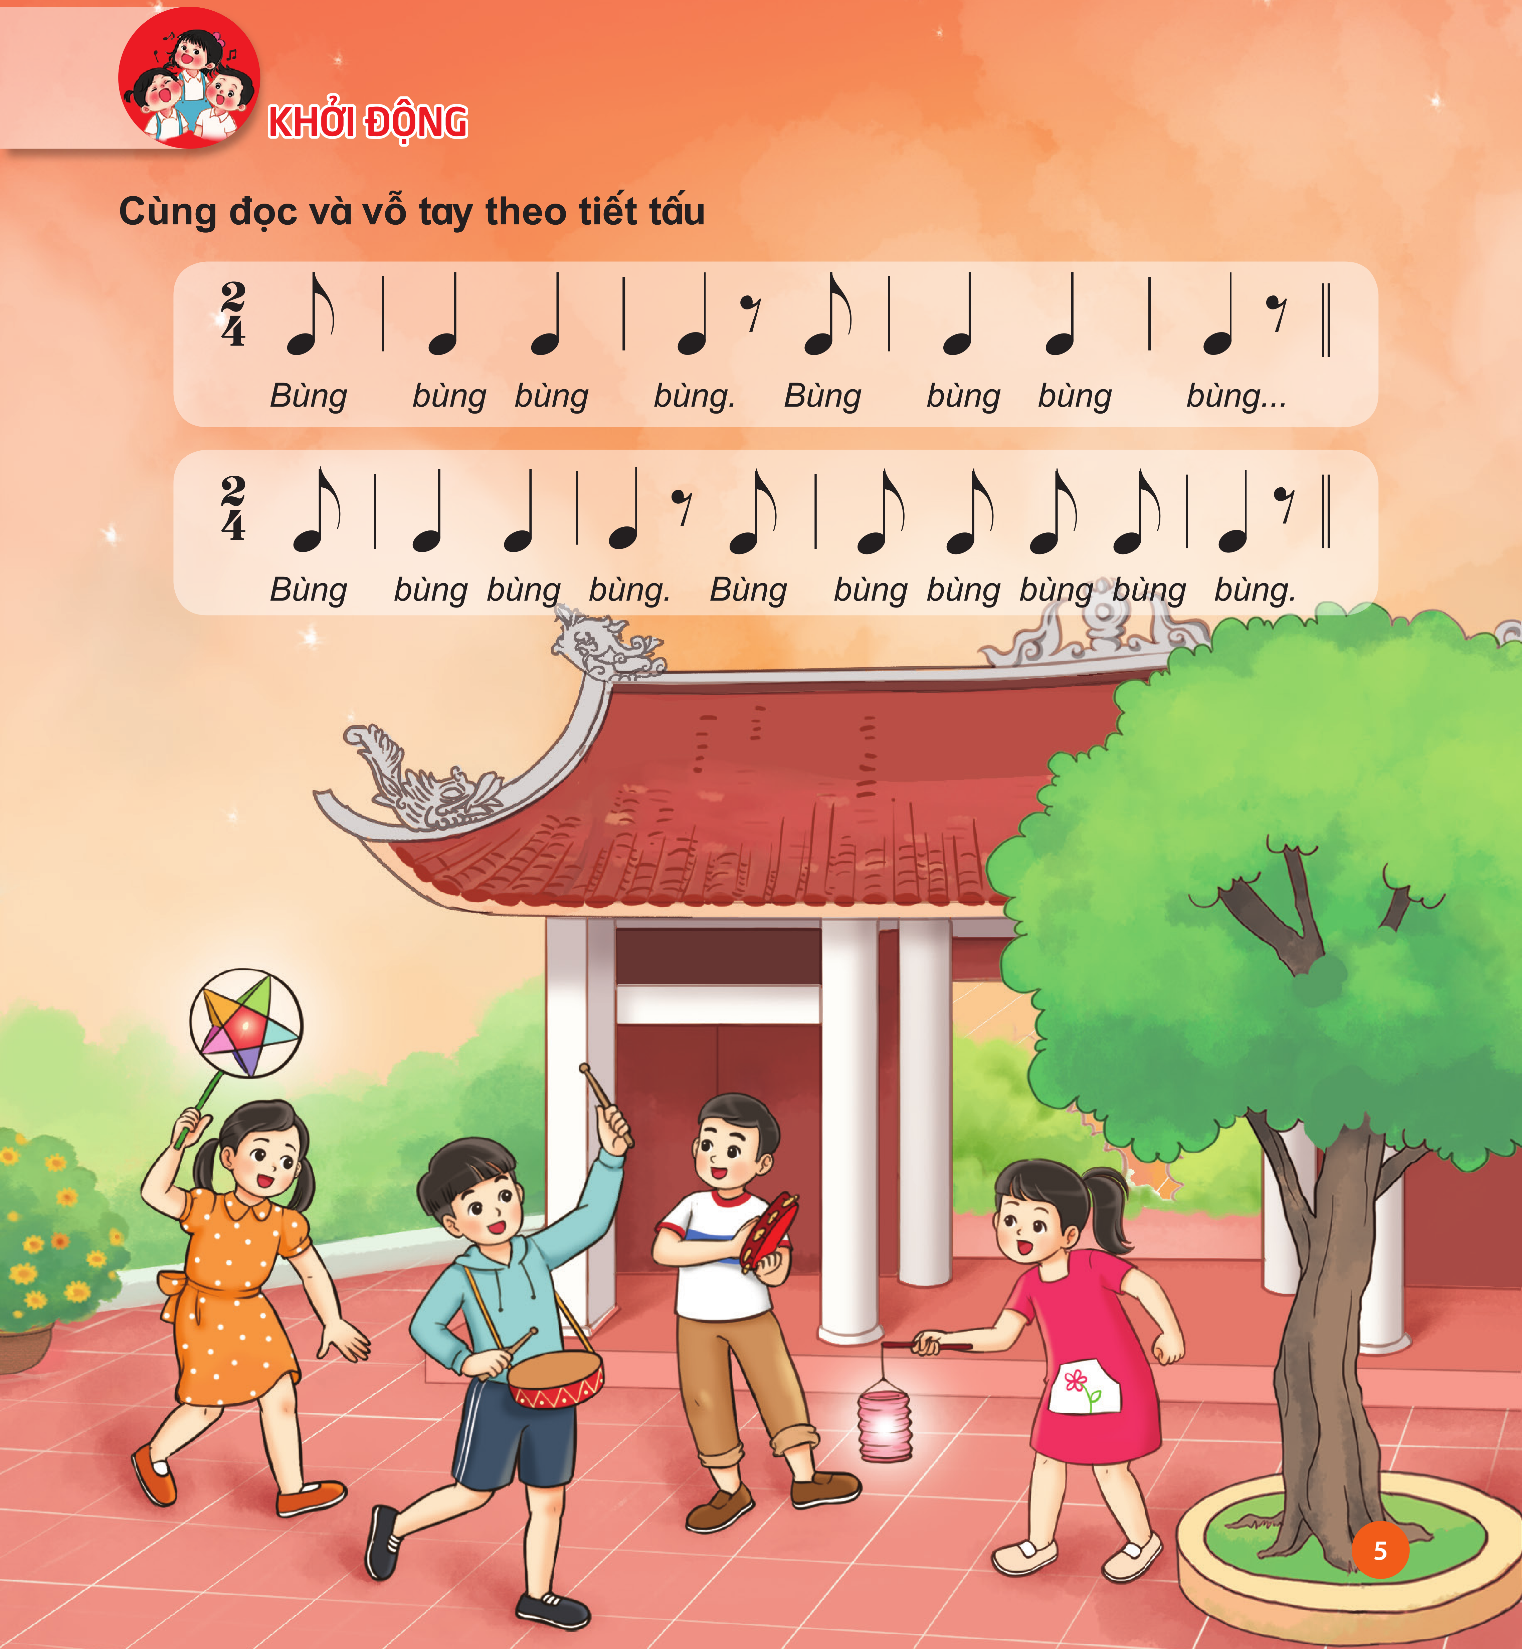 KHỞI ĐỘNG
Cùng đọc và vỗ tay theo tiết tấu
2
4
Bùng bùng bùng bùng. Bùng bùng bùng bùng...
2
4
Bùng bùng bùng bùng. Bùng bùng bùng bùng bùng bùng.
5